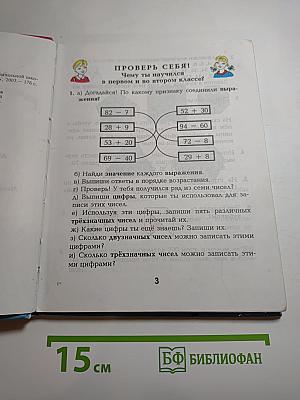 ПРОВЕРЬ СЕБЯ!
Чему ты научился
в первом и во втором классе?
1. а) Догадайся! По какому признаку соединили выра-
жения?
82 − 7
52 + 30
28 + 9
94 − 60
53 + 20
72 − 8
69 − 40
29 + 8
б) Найди значение каждого выражения.
в) Выпиши ответы в порядке возрастания.
г) Проверь! У тебя получился ряд из семи чисел?
д) Выпиши цифры, которые ты использовал для за-
писи этих чисел.
е) Используя эти цифры, запиши пять различных
трёхзначных чисел и прочитай их.
ж) Какие цифры ты ещё знаешь? Запиши их.
з) Сколько двузначных чисел можно записать этими
цифрами?
и) Сколько трёхзначных чисел можно записать эти-
ми цифрами?
3
15 см
БФ БИБЛИОФАН